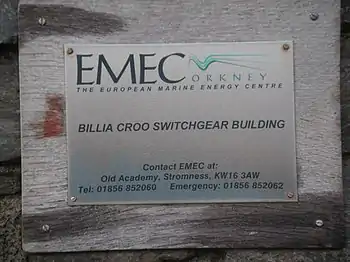 EMEC
ORKNEY
THE EUROPEAN MARINE ENERGY CENTRE
BILLIA CROO SWITCHGEAR BUILDING
Contact EMEC at:
Old Academy, Stromness, KW16 3AW
Tel: 01856 852060 Emergency: 01856 852062